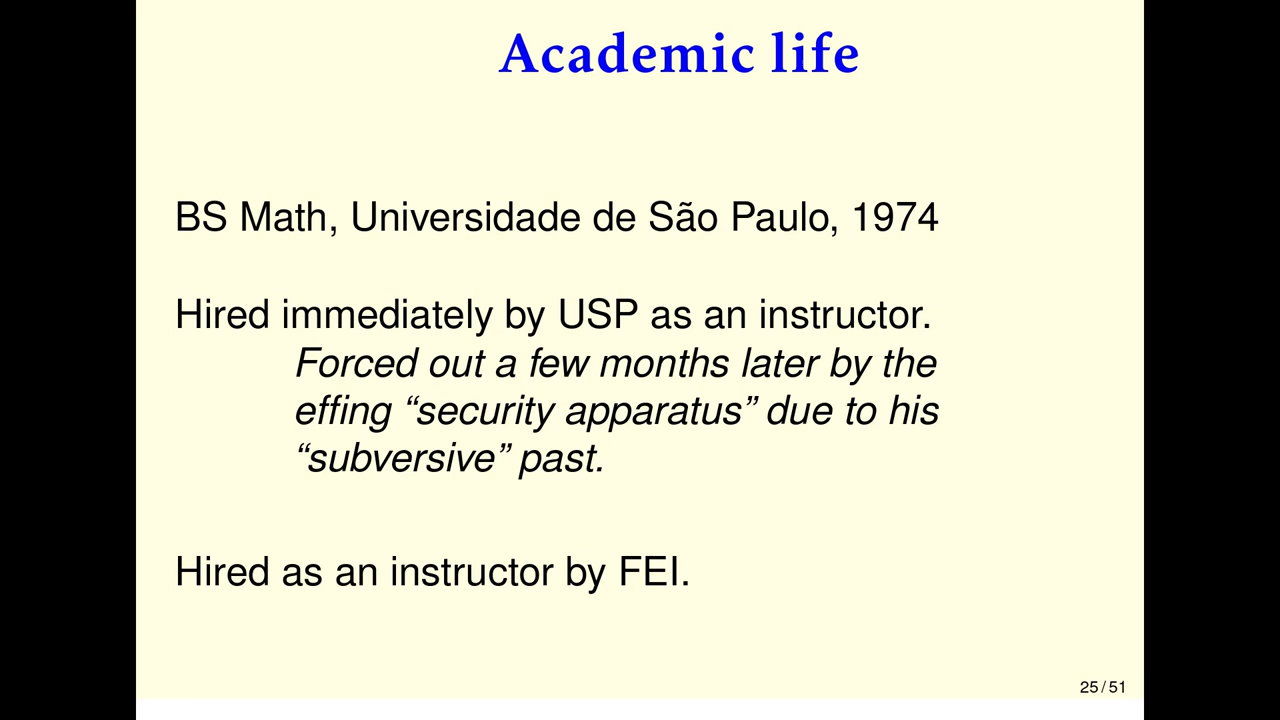 Academic life
BS Math, Universidade de São Paulo, 1974
Hired immediately by USP as an instructor.
Forced out a few months later by the
effing “security apparatus” due to his
“subversive” past.
Hired as an instructor by FEI.
25 / 51